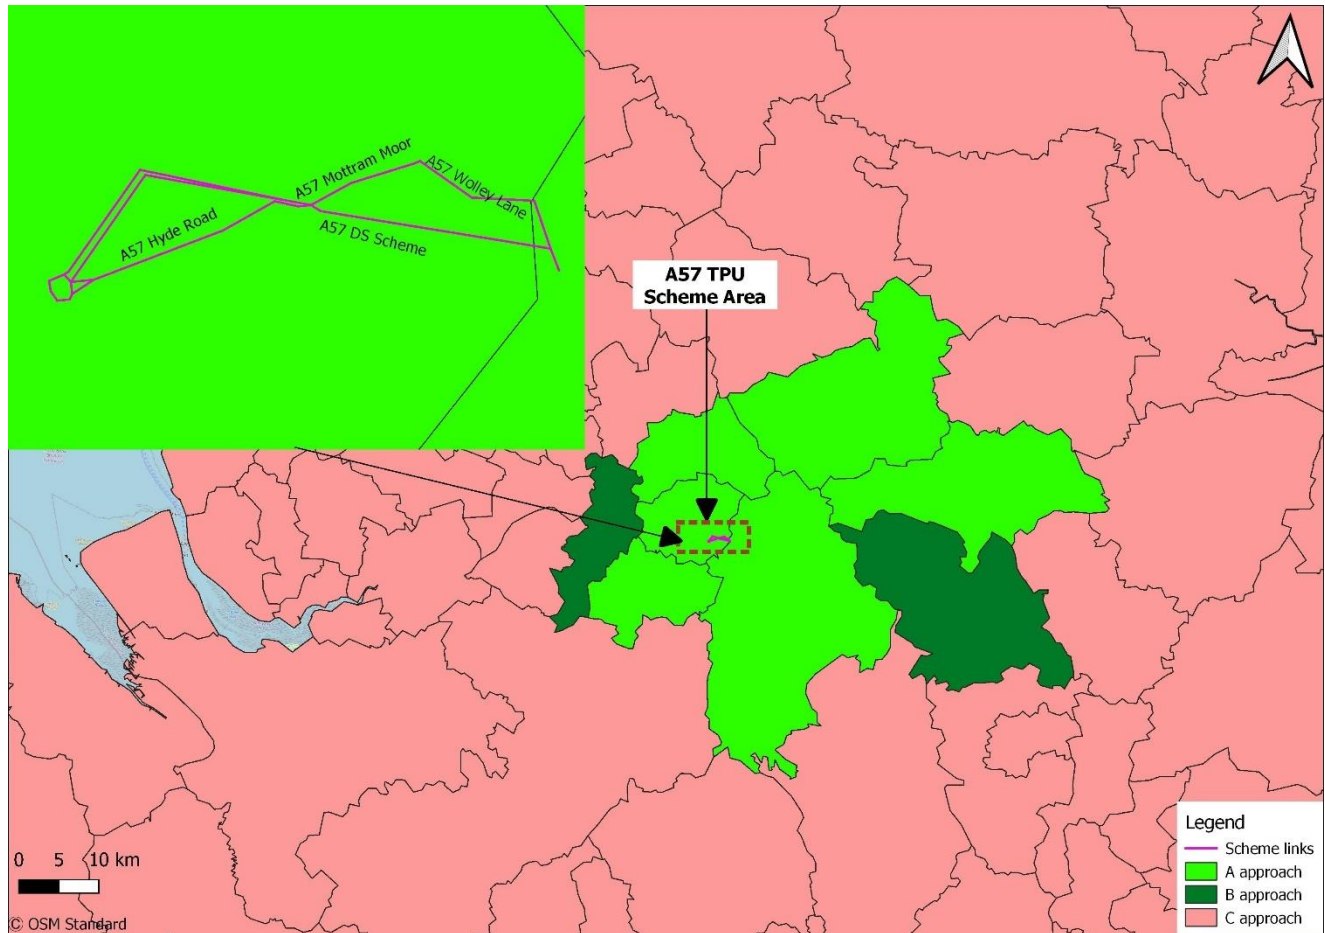 A57 Mottram Moor
A57 Wolley Lane
A57 Hyde Road
A57 DS Scheme
A57 TPU
Scheme Area
Legend
Scheme links
A approach
B approach
C approach
0 5 10 km
© OSM Standard